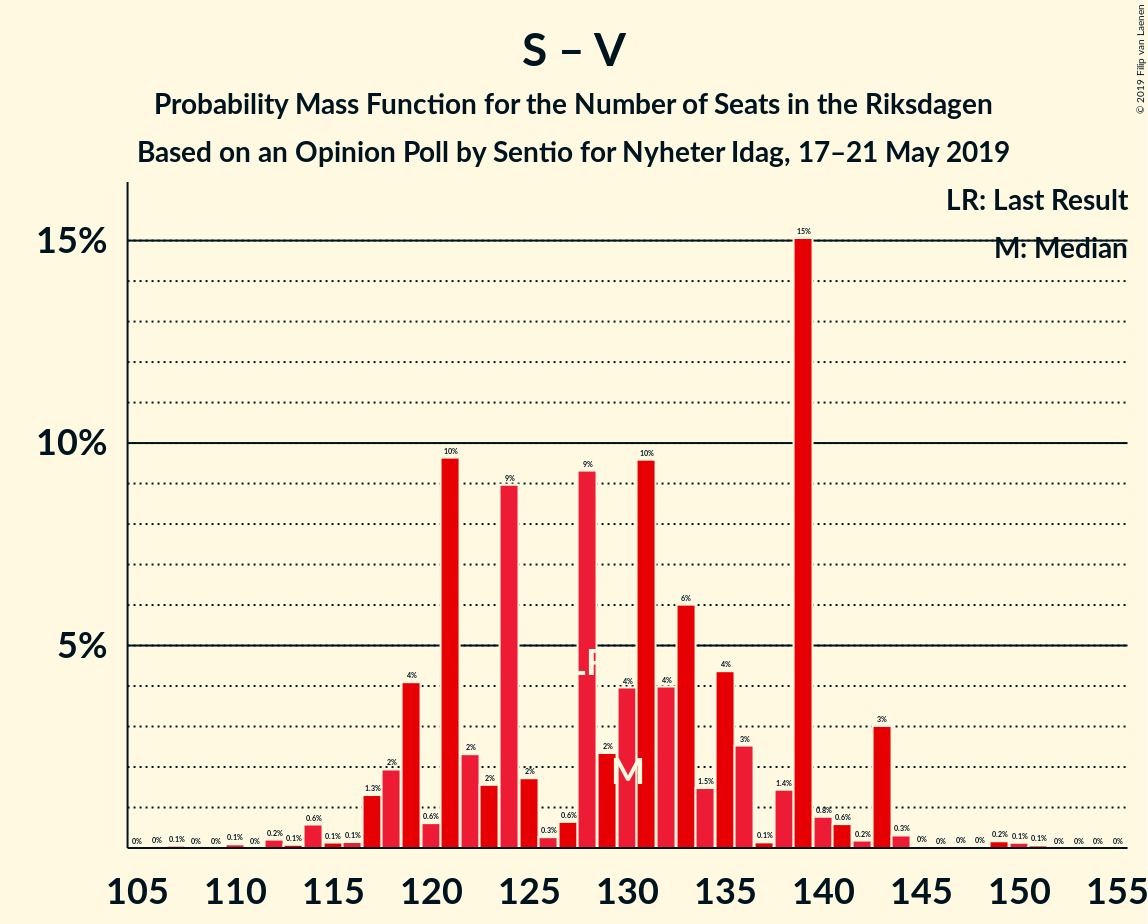 S – V
Probability Mass Function for the Number of Seats in the Riksdagen
Based on an Opinion Poll by Sentio for Nyheter Idag, 17–21 May 2019
© 2019 Filip van Laenen
LR: Last Result
M: Median
15%
10%
5%
0% 0% 0.1% 0% 0% 0.1% 0% 0.2% 0.1% 0.6% 0.1% 0.1% 1.3% 2% 4% 0.6% 10% 2% 2% 9% 2% 0.3% 0.6% 9% 2% 4% 10% 4% 6% 1.5% 4% 3% 0.1% 1.4% 15% 0.8% 0.6% 0.2% 3% 0.3% 0% 0% 0% 0% 0.2% 0.1% 0.1% 0% 0% 0% 0%
LR
M
105 110 115 120 125 130 135 140 145 150 155